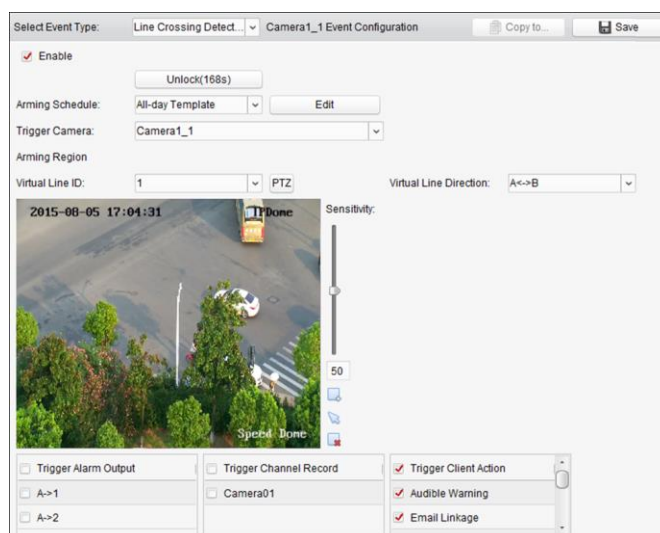 Select Event Type: Line Crossing Detect... Camera1_1 Event Configuration Copy to... Save
Enable
Unlock(168s)
Arming Schedule: All-day Template Edit
Trigger Camera: Camera1_1
Arming Region
Virtual Line ID: 1 PTZ Virtual Line Direction: A<->B
2015-08-05 17:04:31 IPDome Sensitivity:
50
Speed Dome
Trigger Alarm Output Trigger Channel Record Trigger Client Action
A->1 Camera01 Audible Warning
A->2 Email Linkage